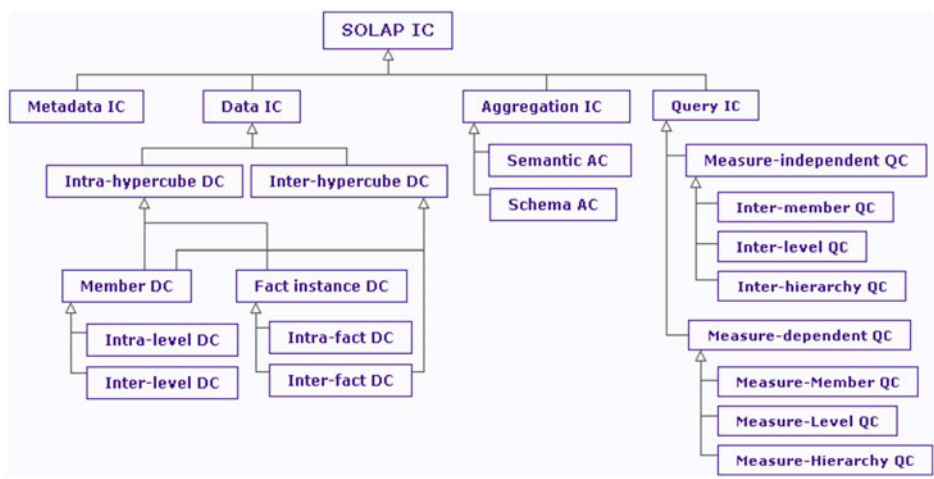 SOLAP IC
Metadata IC
Data IC
Aggregation IC
Query IC
Semantic AC
Measure-independent QC
Intra-hypercube DC
Inter-hypercube DC
Schema AC
Inter-member QC
Inter-level QC
Member DC
Fact instance DC
Inter-hierarchy QC
Intra-level DC
Intra-fact DC
Measure-dependent QC
Inter-level DC
Inter-fact DC
Measure-Member QC
Measure-Level QC
Measure-Hierarchy QC